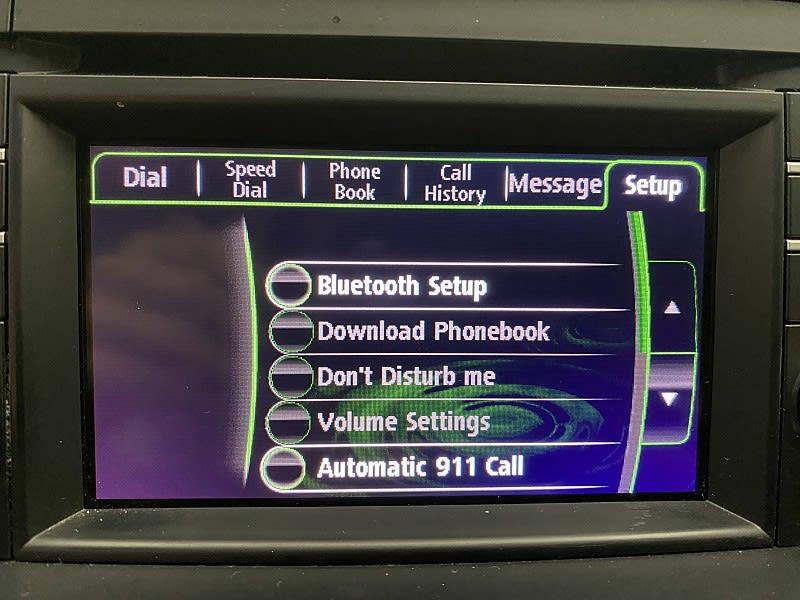 Dial
Speed
Dial
Phone
Book
Call
History
Message
Setup
Bluetooth Setup
Download Phonebook
Don't Disturb me
Volume Settings
Automatic 911 Call